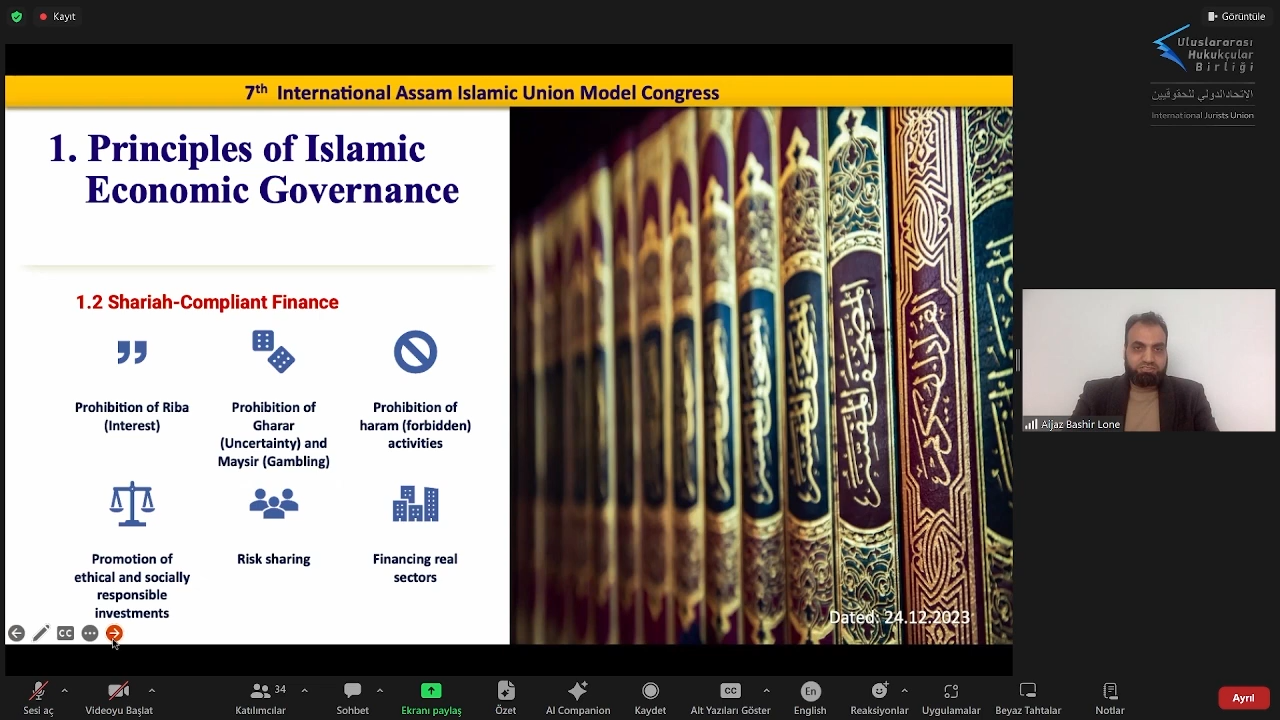 Kayıt
Görüntüle
Uluslararası
Hukukçular
Birliği
الاتحاد الدولي للحقوقيين
International Jurists Union
7th International Assam Islamic Union Model Congress
1. Principles of Islamic
Economic Governance
1.2 Shariah-Compliant Finance
Prohibition of Riba
(Interest)
Prohibition of
Gharar
(Uncertainty) and
Maysir (Gambling)
Prohibition of
haram (forbidden)
activities
Promotion of
ethical and socially
responsible
investments
Risk sharing
Financing real
sectors
Dated: 24.12.2023
CC
Aijaz Bashir Lone
Sesi aç
Videoyu Başlat
34
Katılımcılar
Sohbet
Ekranı paylaş
Özet
AI Companion
Kaydet
CC
Alt Yazıları Göster
En
English
Reaksiyonlar
Uygulamalar
Beyaz Tahtalar
Notlar
Ayrıl